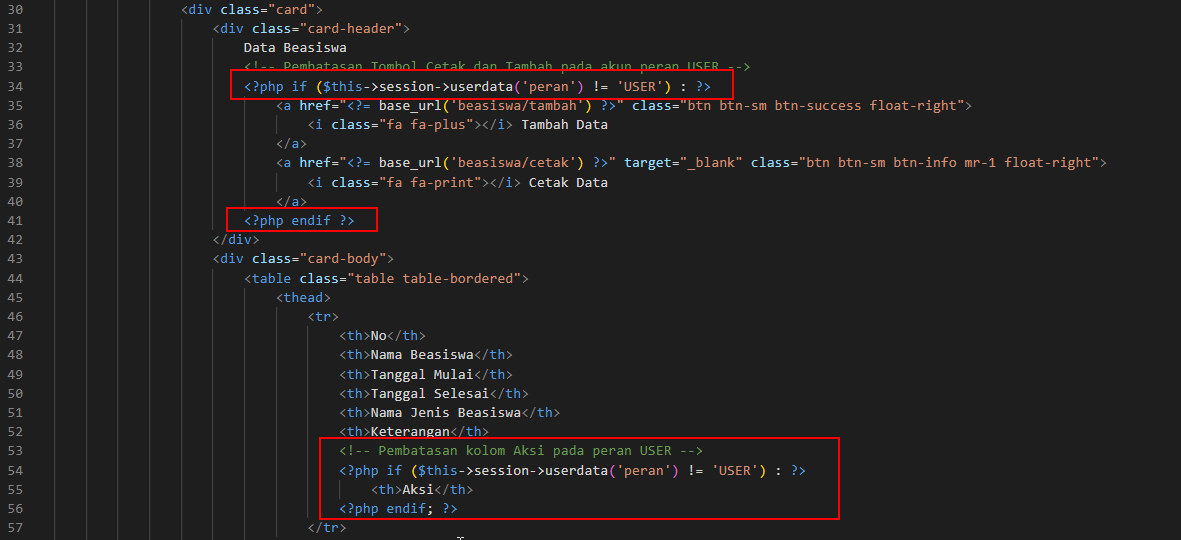 30 <div class="card">
31 <div class="card-header">
32 Data Beasiswa
33 <!-- Pembatasan Tombol Cetak dan Tambah pada akun peran USER -->
34 <?php if ($this->session->userdata('peran') != 'USER') : ?>
35 <a href="<?= base_url('beasiswa/tambah') ?>" class="btn btn-sm btn-success float-right">
36 <i class="fa fa-plus"></i> Tambah Data
37 </a>
38 <a href="<?= base_url('beasiswa/cetak') ?>" target="_blank" class="btn btn-sm btn-info mr-1 float-right">
39 <i class="fa fa-print"></i> Cetak Data
40 </a>
41 <?php endif ?>
42 </div>
43 <div class="card-body">
44 <table class="table table-bordered">
45 <thead>
46 <tr>
47 <th>No</th>
48 <th>Nama Beasiswa</th>
49 <th>Tanggal Mulai</th>
50 <th>Tanggal Selesai</th>
51 <th>Nama Jenis Beasiswa</th>
52 <th>Keterangan</th>
53 <!-- Pembatasan kolom Aksi pada peran USER -->
54 <?php if ($this->session->userdata('peran') != 'USER') : ?>
55 <th>Aksi</th>
56 <?php endif; ?>
57 </tr>